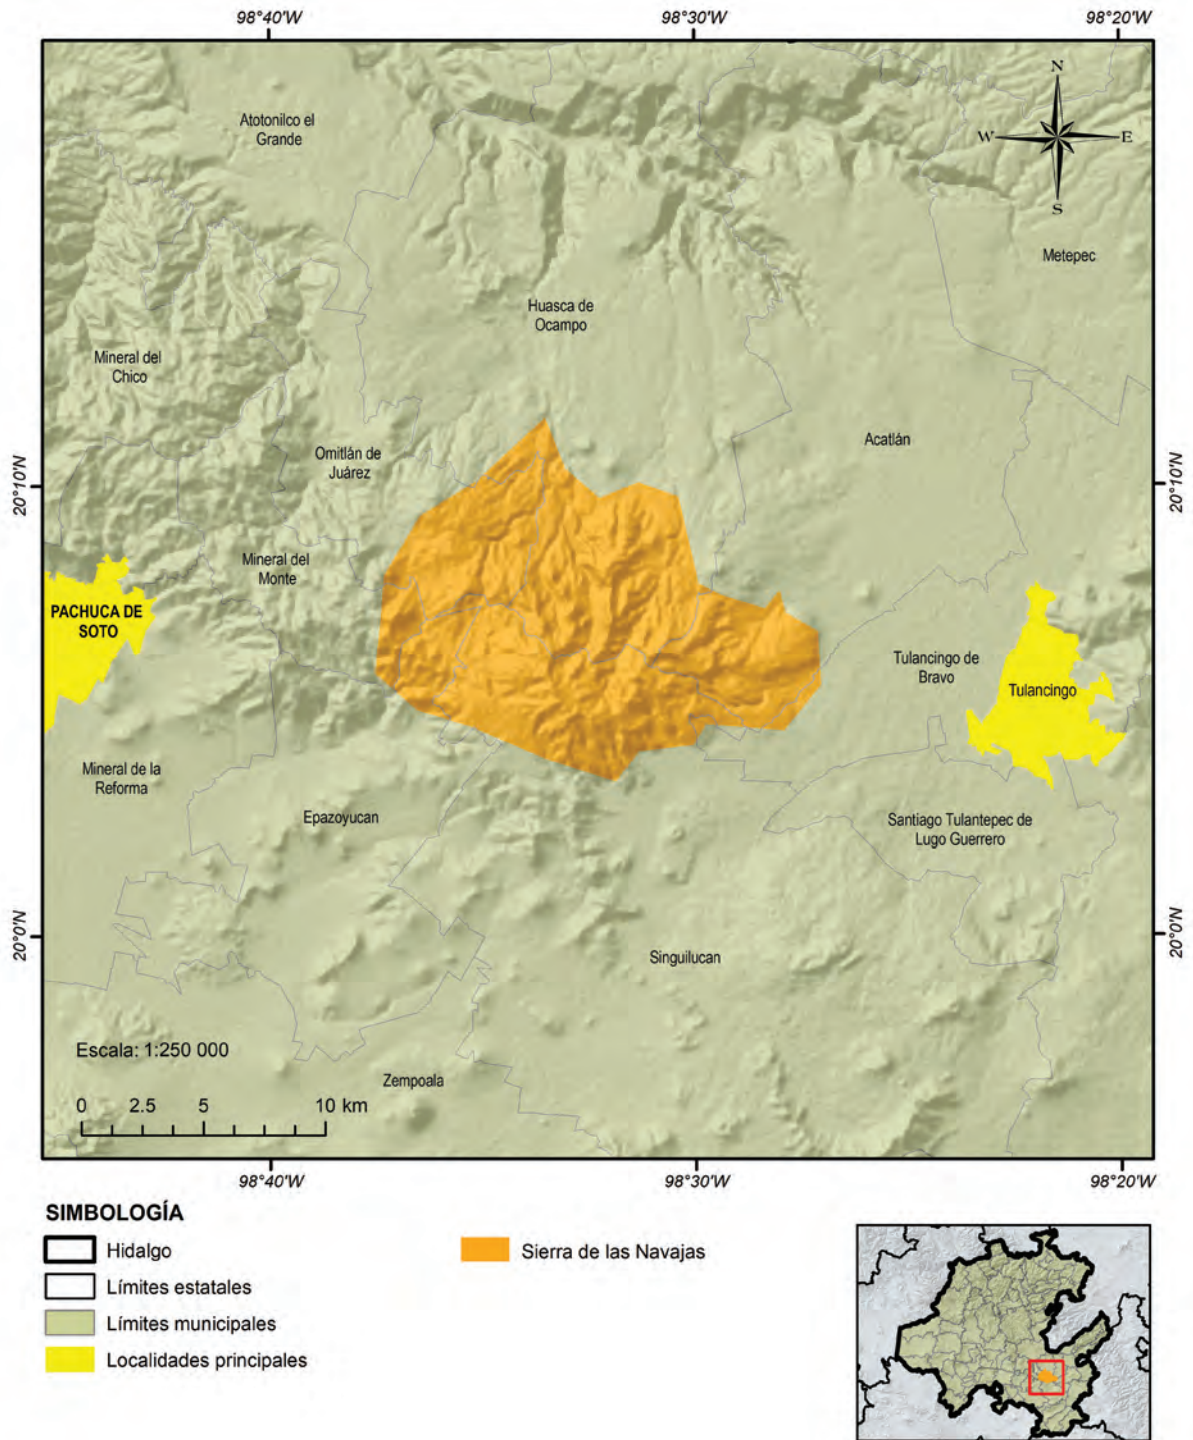 98°40'W
98°30'W
98°20'W
N
W
E
S
Atotonilco el
Grande
Metepec
Huasca de
Ocampo
Mineral del
Chico
Acatlán
Omitlán de
Juárez
20°10'N
20°10'N
Mineral del
Monte
PACHUCA DE
SOTO
Tulancingo de
Bravo
Tulancingo
Mineral de la
Reforma
Epazoyucan
Santiago Tulantepec de
Lugo Guerrero
20°0'N
20°0'N
Singuilucan
Escala: 1:250 000
Zempoala
0 2.5 5 10 km
98°40'W
98°30'W
98°20'W
SIMBOLOGÍA
Hidalgo
Límites estatales
Límites municipales
Localidades principales
Sierra de las Navajas